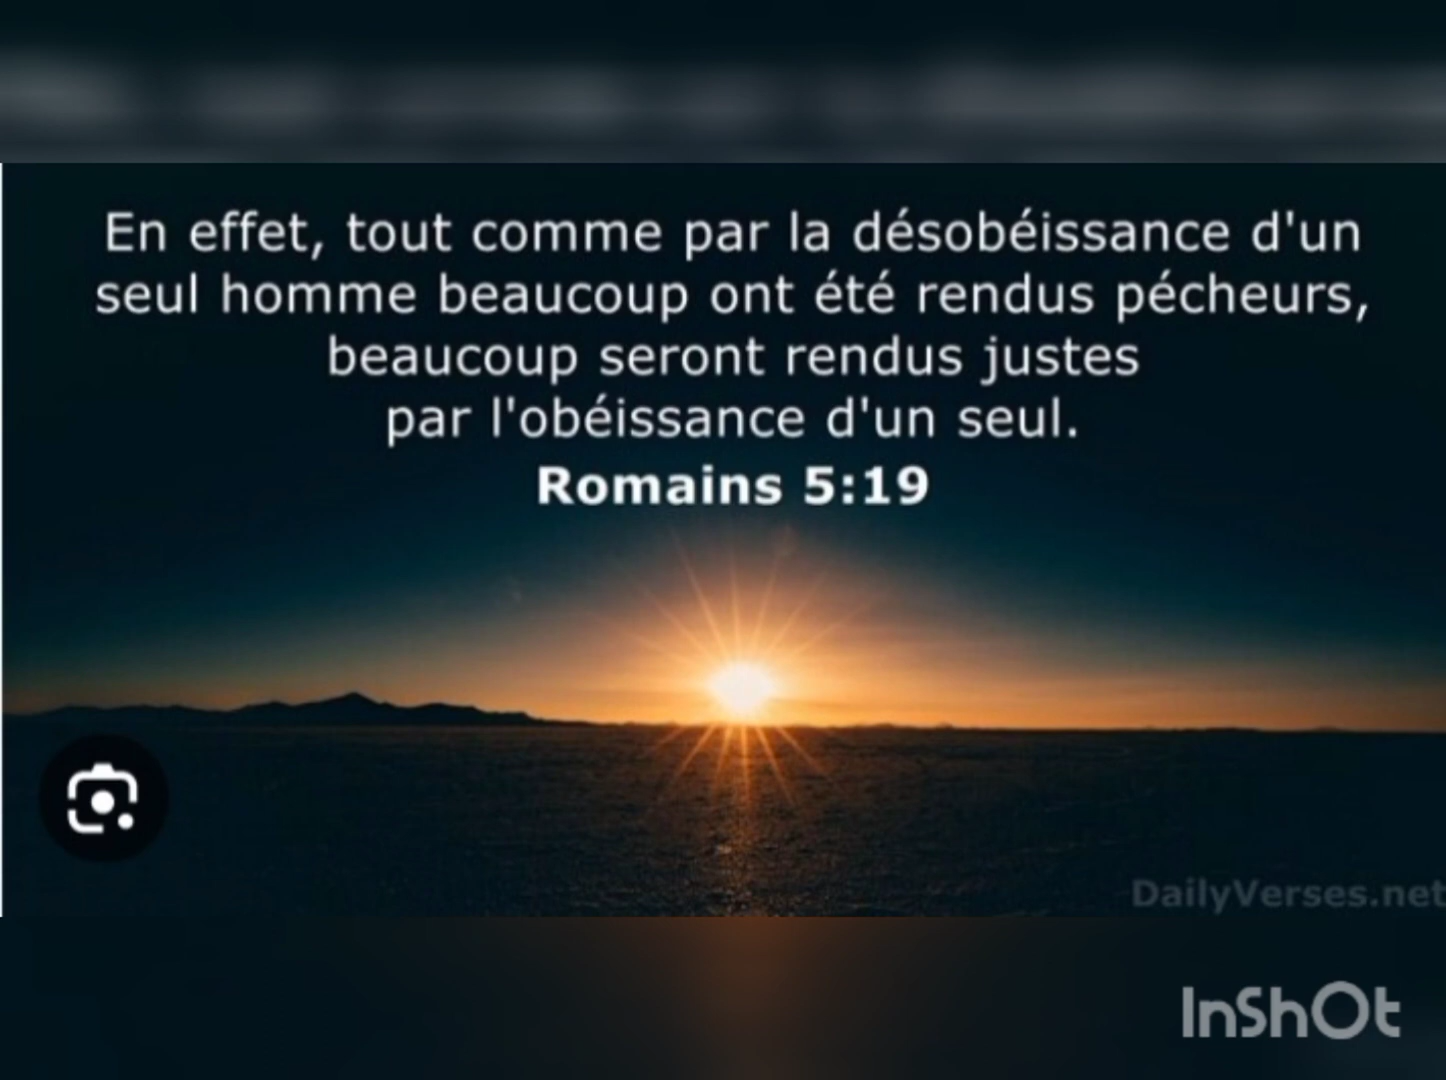 En effet, tout comme par la désobéissance d'un
seul homme beaucoup ont été rendus pécheurs,
beaucoup seront rendus justes
par l'obéissance d'un seul.
Romains 5:19
DailyVerses.net
InShOt